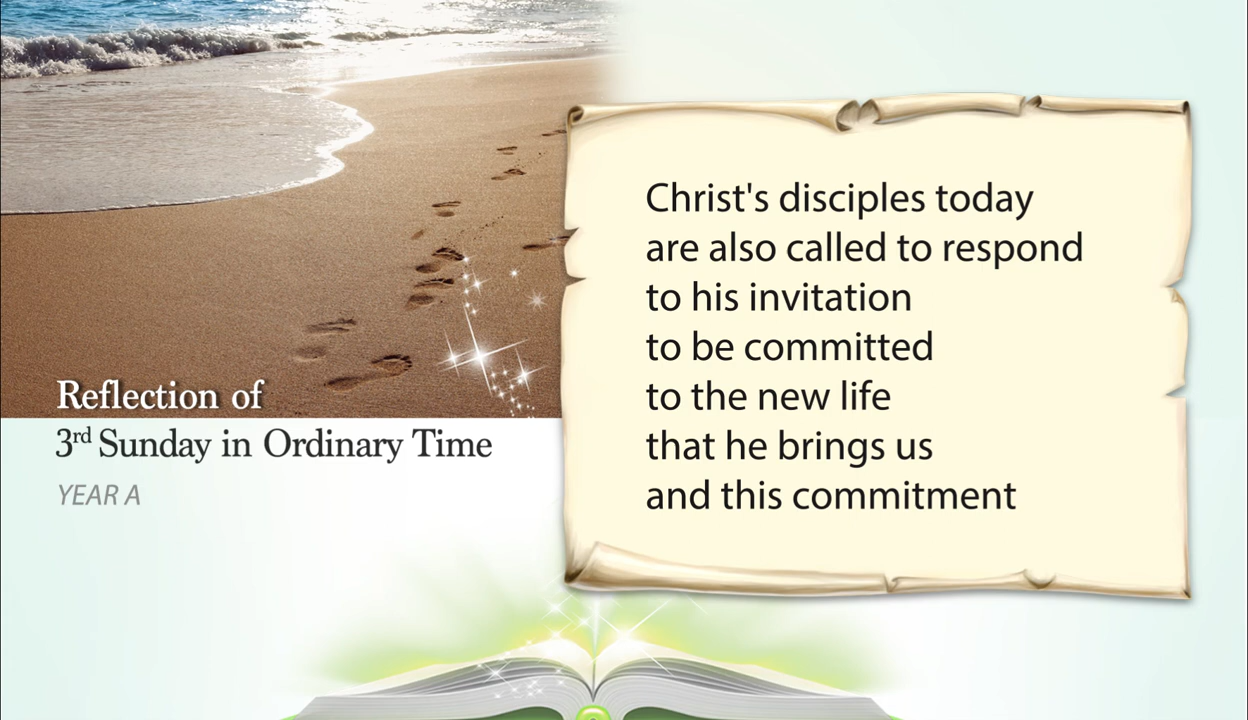 Reflection of
3rd Sunday in Ordinary Time
YEAR A
Christ's disciples today
are also called to respond
to his invitation
to be committed
to the new life
that he brings us
and this commitment